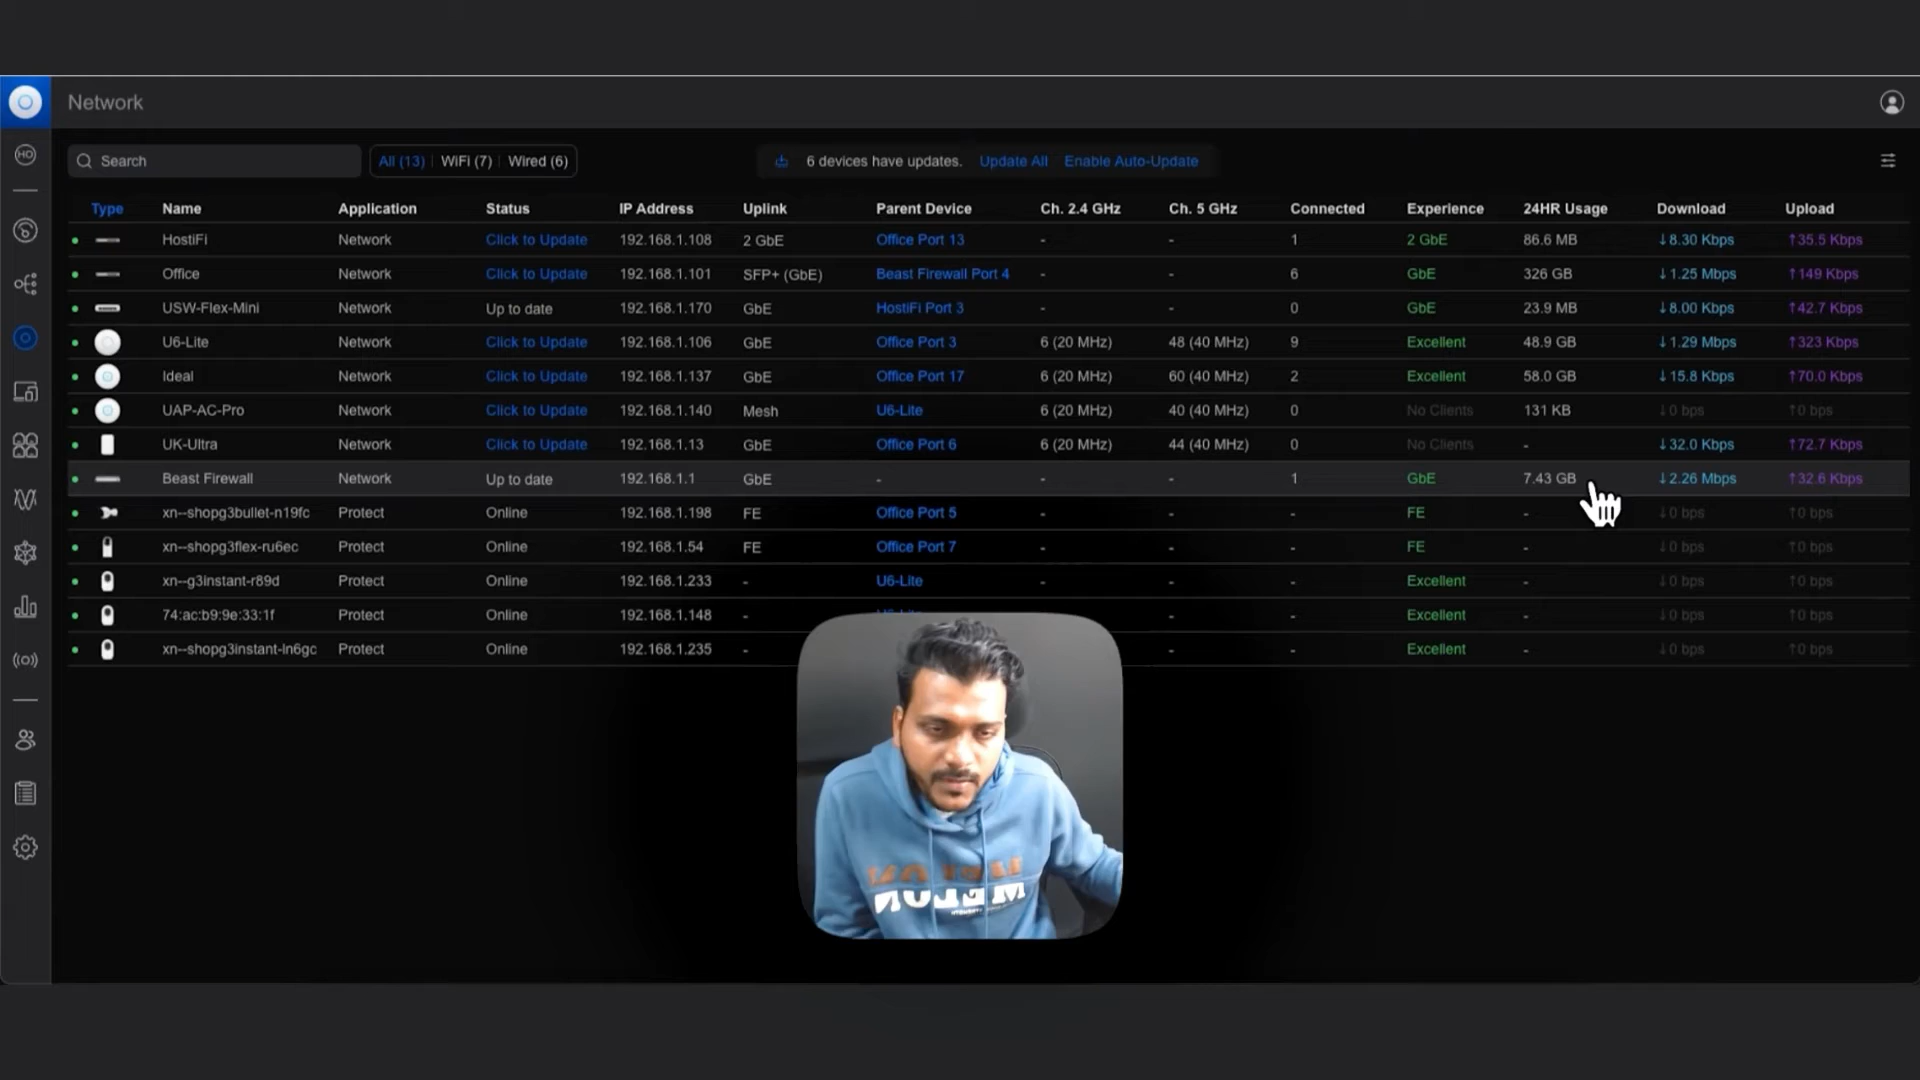 Network
HO
Search
All (13) WiFi (7) Wired (6)
6 devices have updates. Update All Enable Auto-Update
Type Name Application Status IP Address Uplink Parent Device Ch. 2.4 GHz Ch. 5 GHz Connected Experience 24HR Usage Download Upload
HostiFi Network Click to Update 192.168.1.108 2 GbE Office Port 13 - - 1 2 GbE 86.6 MB ↓8.30 Kbps ↑35.5 Kbps
Office Network Click to Update 192.168.1.101 SFP+ (GbE) Beast Firewall Port 4 - - 6 GbE 326 GB ↓1.25 Mbps ↑149 Kbps
USW-Flex-Mini Network Up to date 192.168.1.170 GbE HostiFi Port 3 - - 0 GbE 23.9 MB ↓8.00 Kbps ↑42.7 Kbps
U6-Lite Network Click to Update 192.168.1.106 GbE Office Port 3 6 (20 MHz) 48 (40 MHz) 9 Excellent 48.9 GB ↓1.29 Mbps ↑323 Kbps
Ideal Network Click to Update 192.168.1.137 GbE Office Port 17 6 (20 MHz) 60 (40 MHz) 2 Excellent 58.0 GB ↓15.8 Kbps ↑70.0 Kbps
UAP-AC-Pro Network Click to Update 192.168.1.140 Mesh U6-Lite 6 (20 MHz) 40 (40 MHz) 0 No Clients 131 KB ↓0 bps ↑0 bps
UK-Ultra Network Click to Update 192.168.1.13 GbE Office Port 6 6 (20 MHz) 44 (40 MHz) 0 No Clients - ↓32.0 Kbps ↑72.7 Kbps
Beast Firewall Network Up to date 192.168.1.1 GbE - - - 1 GbE 7.43 GB ↓2.26 Mbps ↑32.6 Kbps
xn--shopg3bullet-n19fc Protect Online 192.168.1.198 FE Office Port 5 - - - FE - ↓0 bps ↑0 bps
xn--shopg3flex-ru6ec Protect Online 192.168.1.54 FE Office Port 7 - - - FE - ↓0 bps ↑0 bps
xn--g3instant-r89d Protect Online 192.168.1.233 - U6-Lite - - - Excellent - ↓0 bps ↑0 bps
74:ac:b9:9e:33:1f Protect Online 192.168.1.148 - - - Excellent - ↓0 bps ↑0 bps
xn--shopg3instant-ln6gc Protect Online 192.168.1.235 - - - Excellent - ↓0 bps ↑0 bps